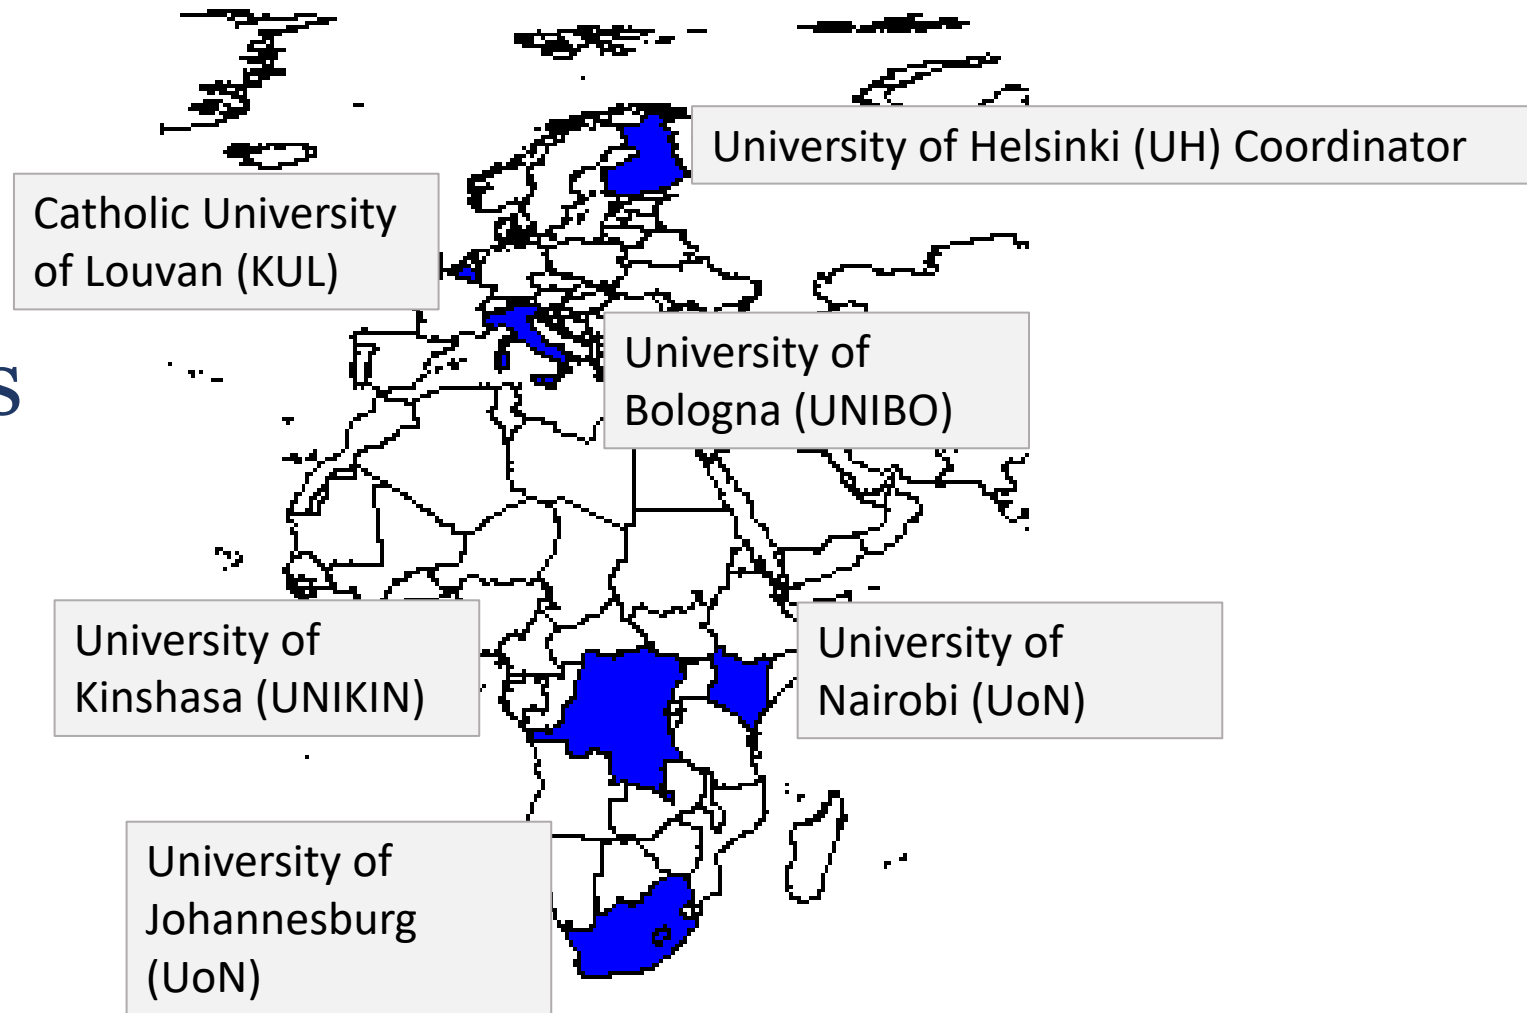 University of Helsinki (UH) Coordinator
Catholic University
of Louvan (KUL)
University of
Bologna (UNIBO)
s
University of
Kinshasa (UNIKIN)
University of
Nairobi (UoN)
University of
Johannesburg
(UoN)